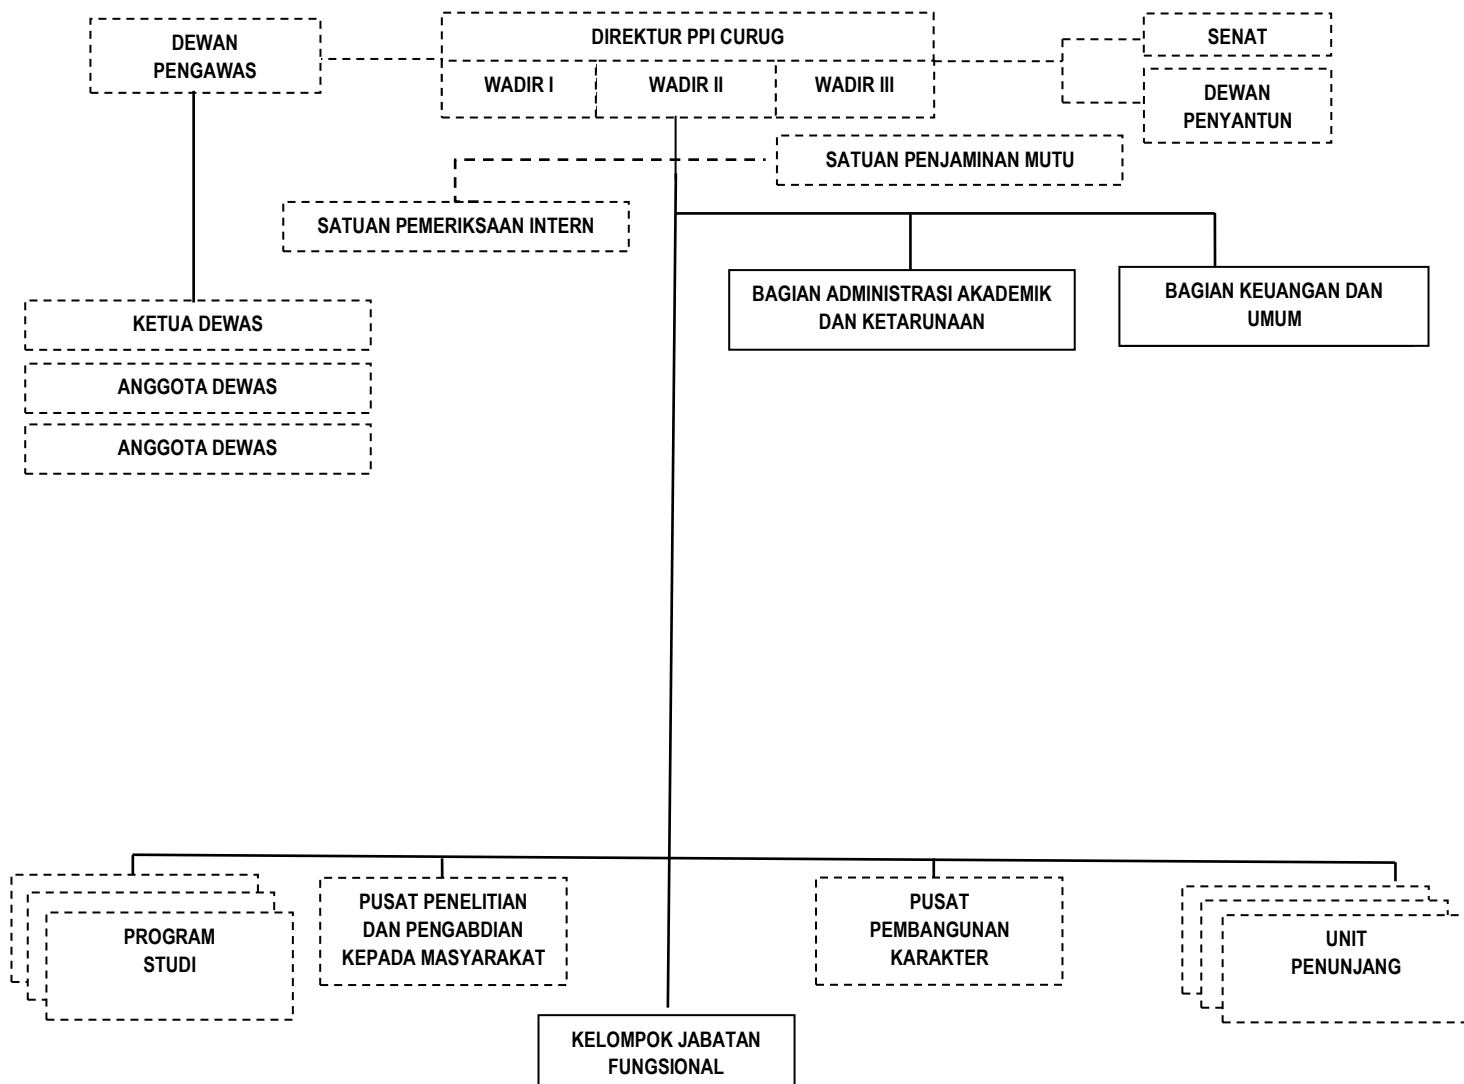 DEWAN
PENGAWAS
DIREKTUR PPI CURUG
WADIR I
WADIR II
WADIR III
SENAT
DEWAN
PENYANTUN
SATUAN PENJAMINAN MUTU
SATUAN PEMERIKSAAN INTERN
BAGIAN ADMINISTRASI AKADEMIK
DAN KETARUNAAN
BAGIAN KEUANGAN DAN
UMUM
KETUA DEWAS
ANGGOTA DEWAS
ANGGOTA DEWAS
PROGRAM
STUDI
PUSAT PENELITIAN
DAN PENGABDIAN
KEPADA MASYARAKAT
PUSAT
PEMBANGUNAN
KARAKTER
UNIT
PENUNJANG
KELOMPOK JABATAN
FUNGSIONAL